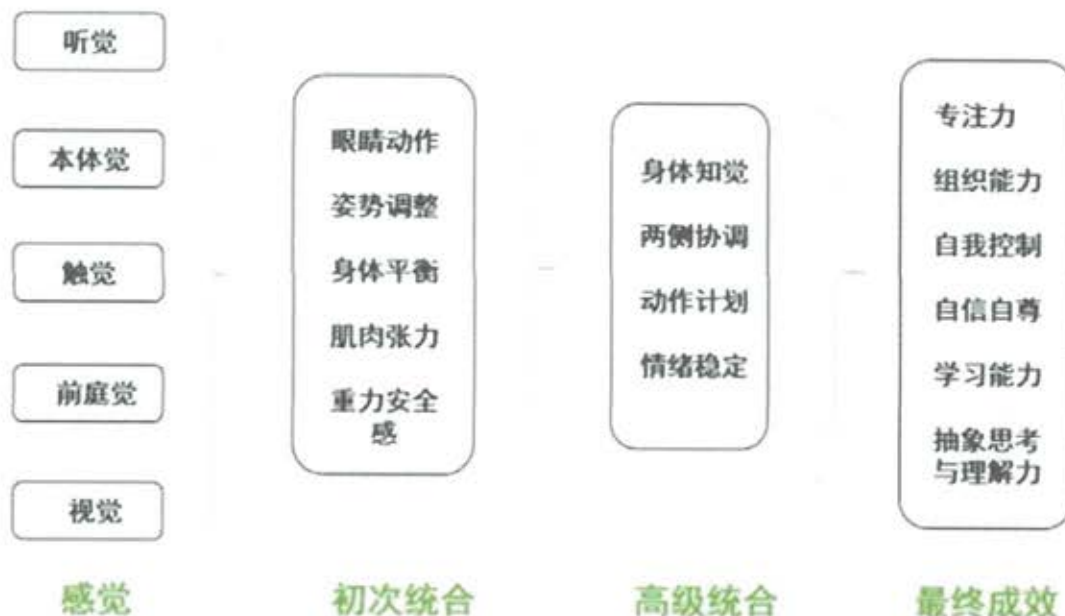 听觉
本体觉
触觉
前庭觉
视觉
感觉
眼睛动作
姿势调整
身体平衡
肌肉张力
重力安全
感
初次统合
身体知觉
两侧协调
动作计划
情绪稳定
高级统合
专注力
组织能力
自我控制
自信自尊
学习能力
抽象思考
与理解力
最终成效